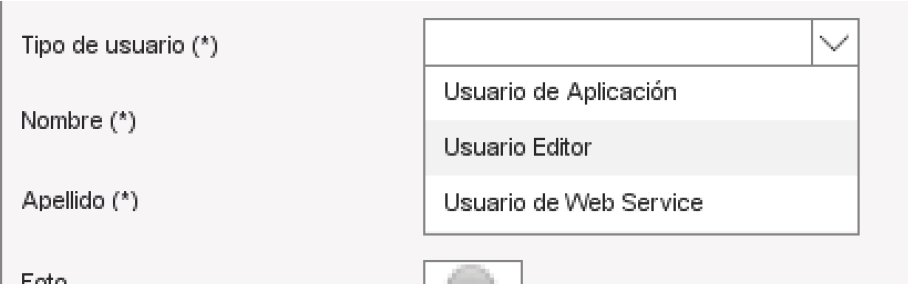 Tipo de usuario (*)
Usuario de Aplicación
Nombre (*)
Usuario Editor
Apellido (*)
Usuario de Web Service
Foto